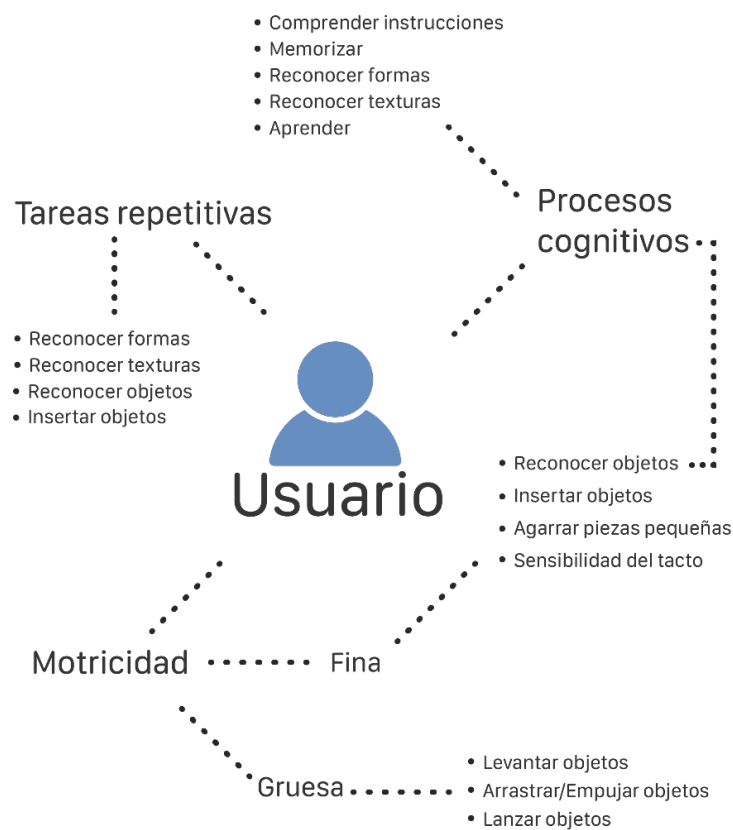 • Comprender instrucciones
• Memorizar
• Reconocer formas
• Reconocer texturas
• Aprender
Procesos
cognitivos
Tareas repetitivas
• Reconocer formas
• Reconocer texturas
• Reconocer objetos
• Insertar objetos
Usuario
• Reconocer objetos
• Insertar objetos
• Agarrar piezas pequeñas
• Sensibilidad del tacto
Motricidad
Fina
Gruesa
• Levantar objetos
• Arrastrar/Empujar objetos
• Lanzar objetos